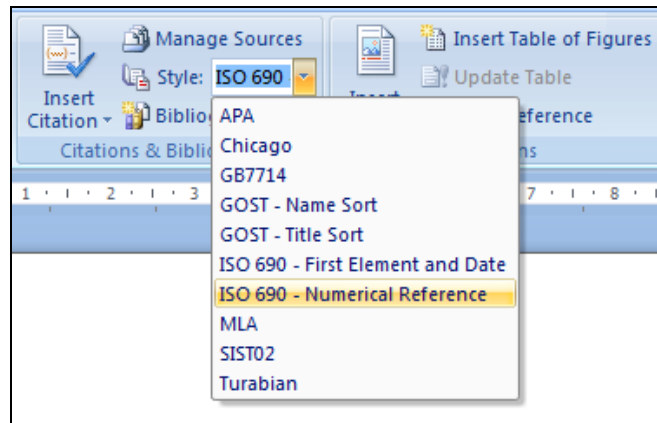 Manage Sources
Style: ISO 690
Insert
Citation
Biblio
Citations & Biblio
Insert Table of Figures
Update Table
Insert
eference
ns
1 2 3 7 8
APA
Chicago
GB7714
GOST - Name Sort
GOST - Title Sort
ISO 690 - First Element and Date
ISO 690 - Numerical Reference
MLA
SIST02
Turabian